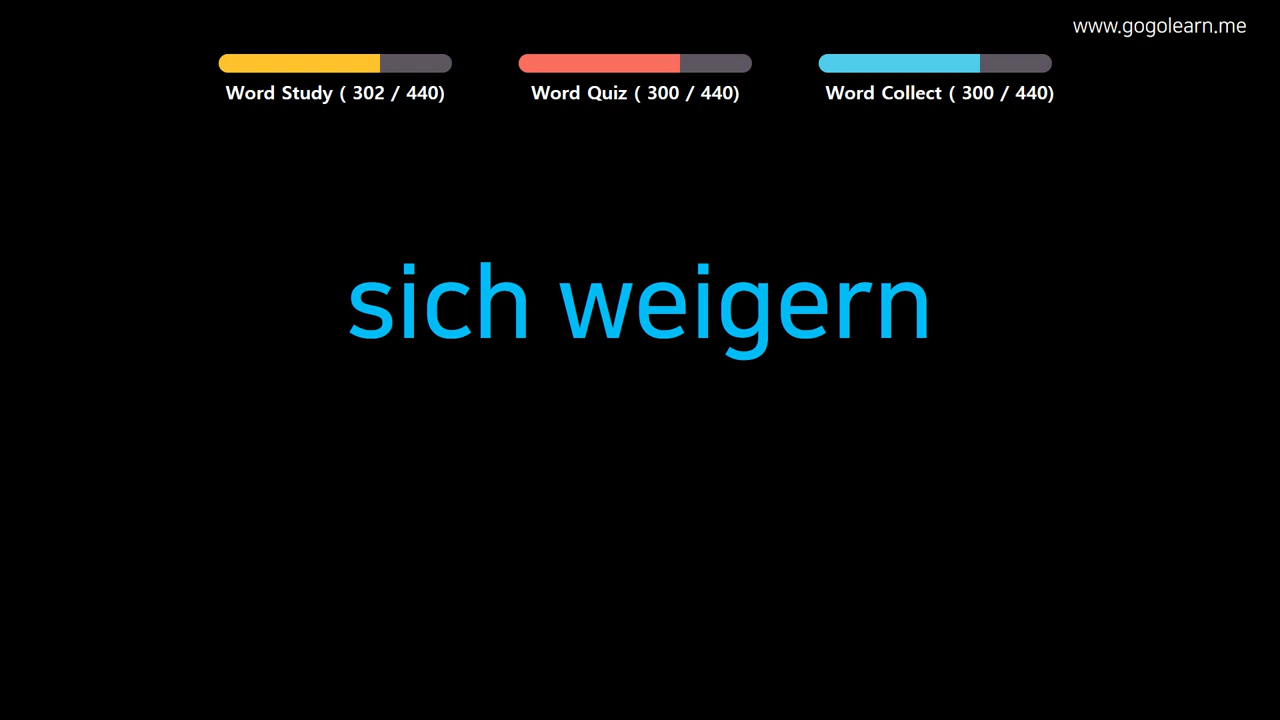 www.gogolearn.me
Word Study ( 302 / 440)
Word Quiz ( 300 / 440)
Word Collect ( 300 / 440)
sich weigern